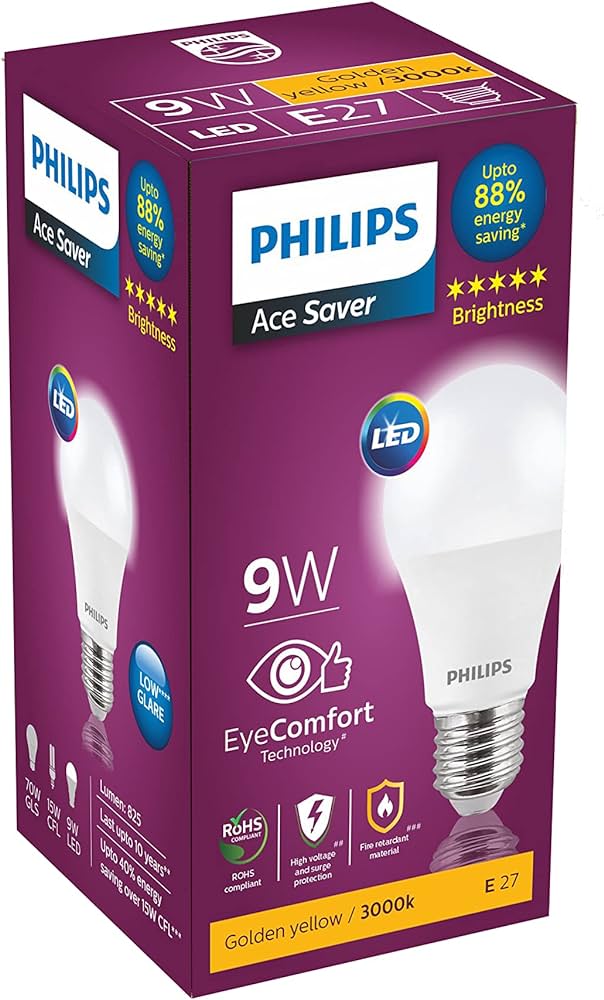 PHILIPS
9W
LED
Golden
yellow /3000k
E27
PHILIPS
Ace Saver
Upto
88%
energy
saving*
Brightness
LED
PHILIPS
LOW****
GLARE
70W
GLS
15W
CFL
9W
LED
Lumen: 825
Last upto 10 years**
Upto 40% energy
saving over 15W CFL***
PHILIPS
Ace Saver
Upto
88%
energy
saving*
Brightness
LED
9W
EyeComfort
Technology#
PHILIPS
RoHS
COMPLIANT
ROHS
compliant
High voltage
and surge
protection
##
Fire retardant
material
###
Golden yellow / 3000k
E 27